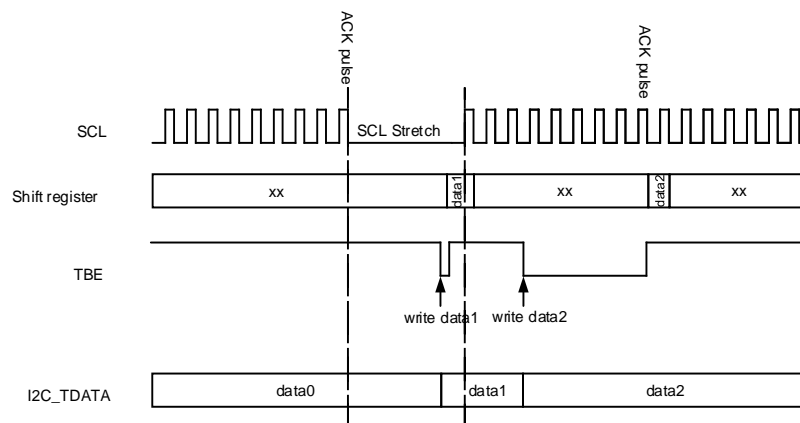 ACK pulse
ACK pulse
SCL
SCL Stretch
Shift register
xx
data1
xx
data2
xx
TBE
write data1
write data2
I2C_TDATA
data0
data1
data2